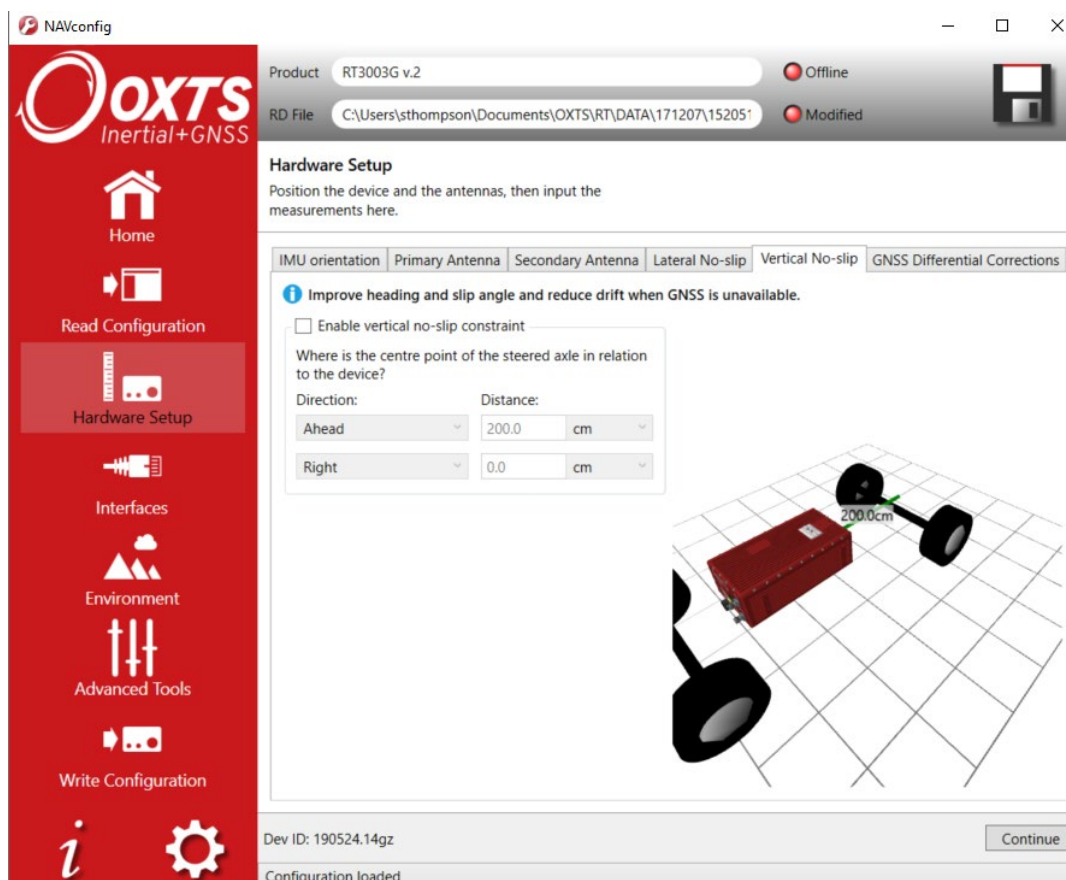 NAVconfig
OXTS
Inertial+GNSS
Product RT3003G v.2 Offline
RD File C:\Users\sthompson\Documents\OXTS\RT\DATA\171207\152051 Modified
Home
Read Configuration
Hardware Setup
Interfaces
Environment
Advanced Tools
Write Configuration
i
Hardware Setup
Position the device and the antennas, then input the
measurements here.
IMU orientation Primary Antenna Secondary Antenna Lateral No-slip Vertical No-slip GNSS Differential Corrections
i Improve heading and slip angle and reduce drift when GNSS is unavailable.
Enable vertical no-slip constraint
Where is the centre point of the steered axle in relation
to the device?
Direction: Distance:
Ahead 200.0 cm
Right 0.0 cm
200.0cm
Dev ID: 190524.14gz Continue
Configuration loaded